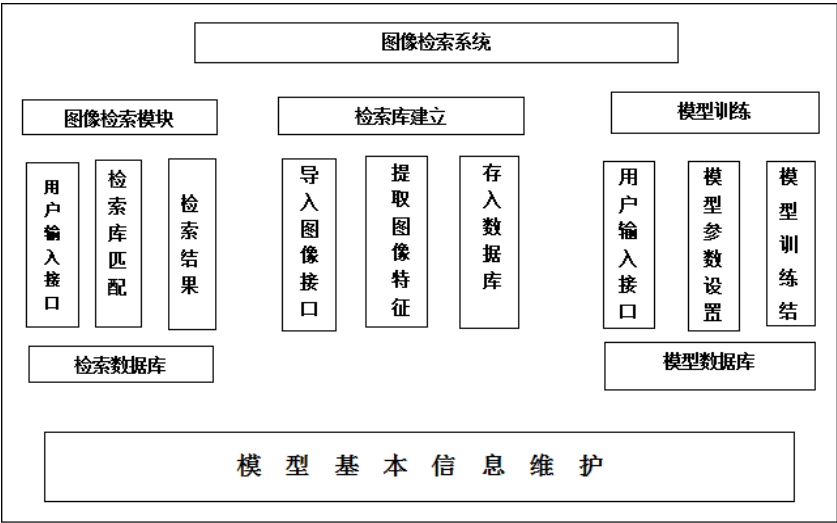 图像检索系统
图像检索模块
检索库建立
模型训练
用户输入接口
检索库匹配
检索结果
导入图像接口
提取图像特征
存入数据库
用户输入接口
模型参数设置
模型训练结
检索数据库
模型数据库
模型基本信息维护